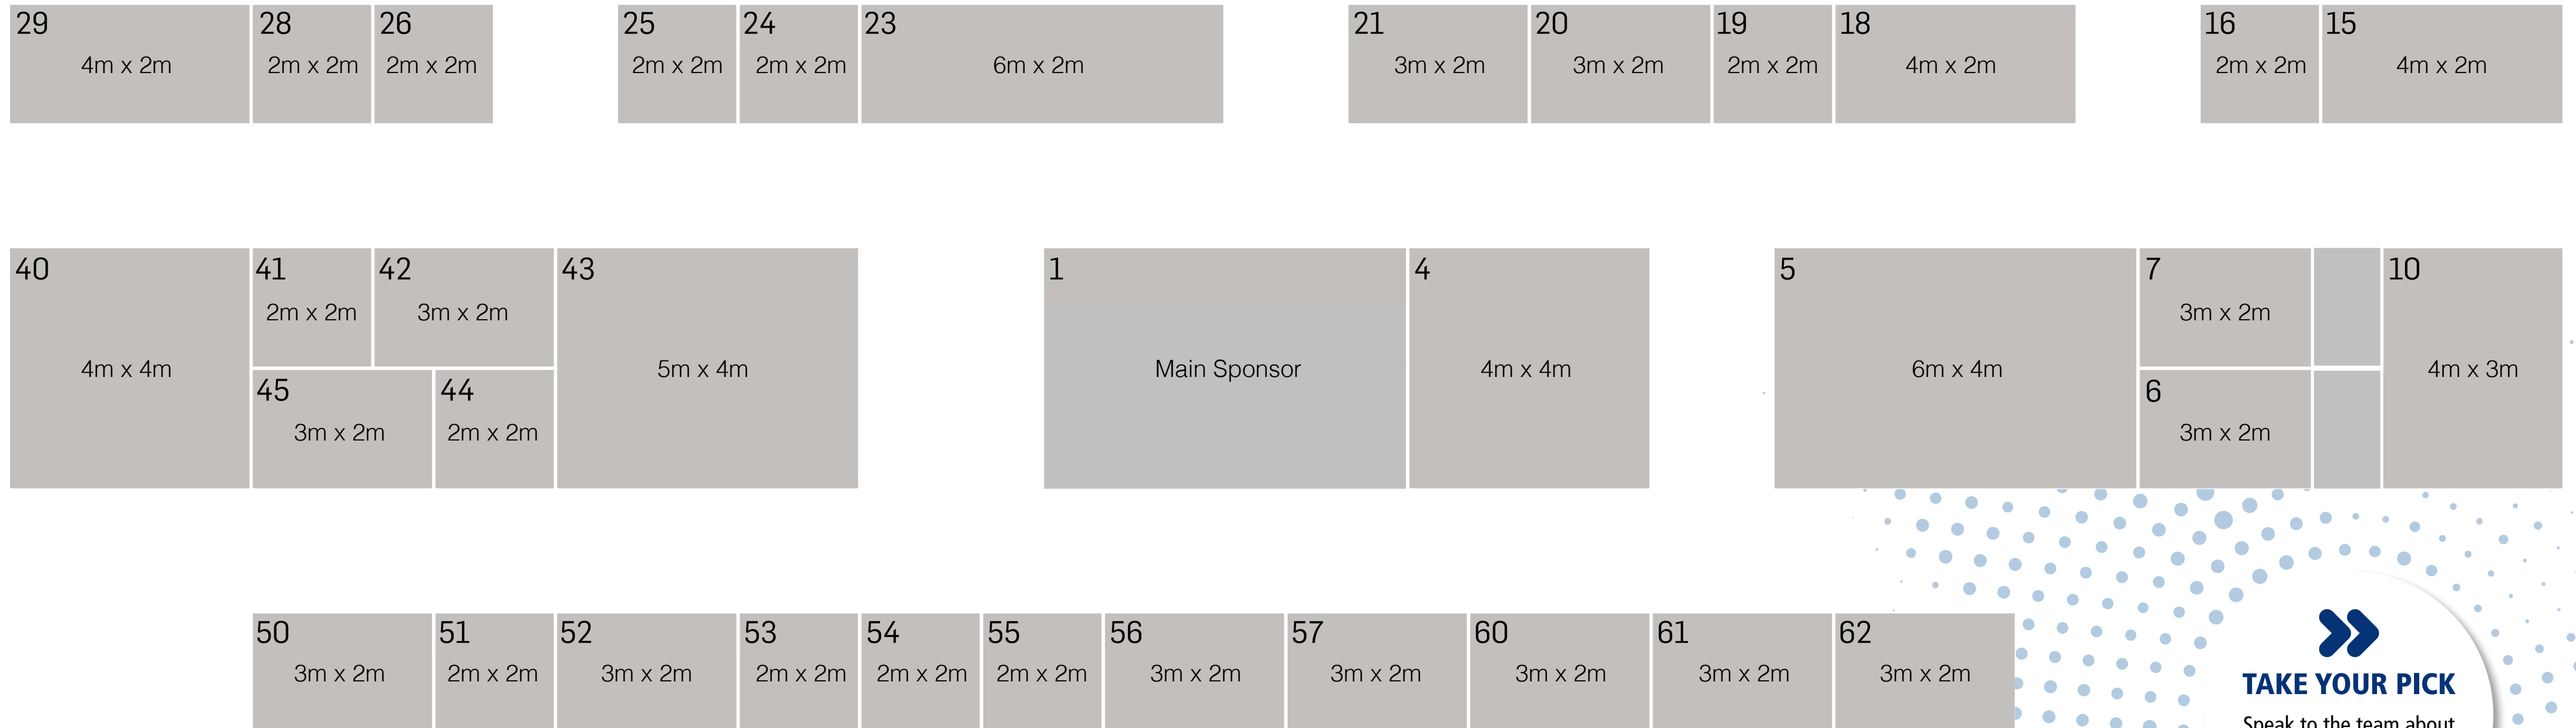 29 28 26 25 24 23 21 20 19 18 16 15
4m x 2m 2m x 2m 2m x 2m 2m x 2m 2m x 2m 6m x 2m 3m x 2m 3m x 2m 2m x 2m 4m x 2m 2m x 2m 4m x 2m
40 41 42 43 1 4 5 7 10
2m x 2m 3m x 2m 3m x 2m
4m x 4m 5m x 4m Main Sponsor 4m x 4m 6m x 4m 4m x 3m
45 44 6
3m x 2m 2m x 2m 3m x 2m
50 51 52 53 54 55 56 57 60 61 62
3m x 2m 2m x 2m 3m x 2m 2m x 2m 2m x 2m 2m x 2m 3m x 2m 3m x 2m 3m x 2m 3m x 2m 3m x 2m
TAKE YOUR PICK
Speak to the team about